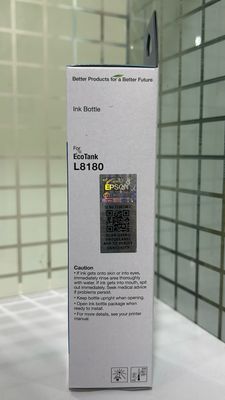 Better Products for a Better Future
Ink Bottle
For
EcoTank
L8180
EPSON
Caution
• If ink gets onto skin or into eyes,
immediately rinse area thoroughly
with water. If ink gets into mouth, spit
out immediately. Seek medical advice
if problems persist.
• Keep bottle upright when opening.
• Open ink bottle package when
ready to install.
• For more details, see your printer
manual.